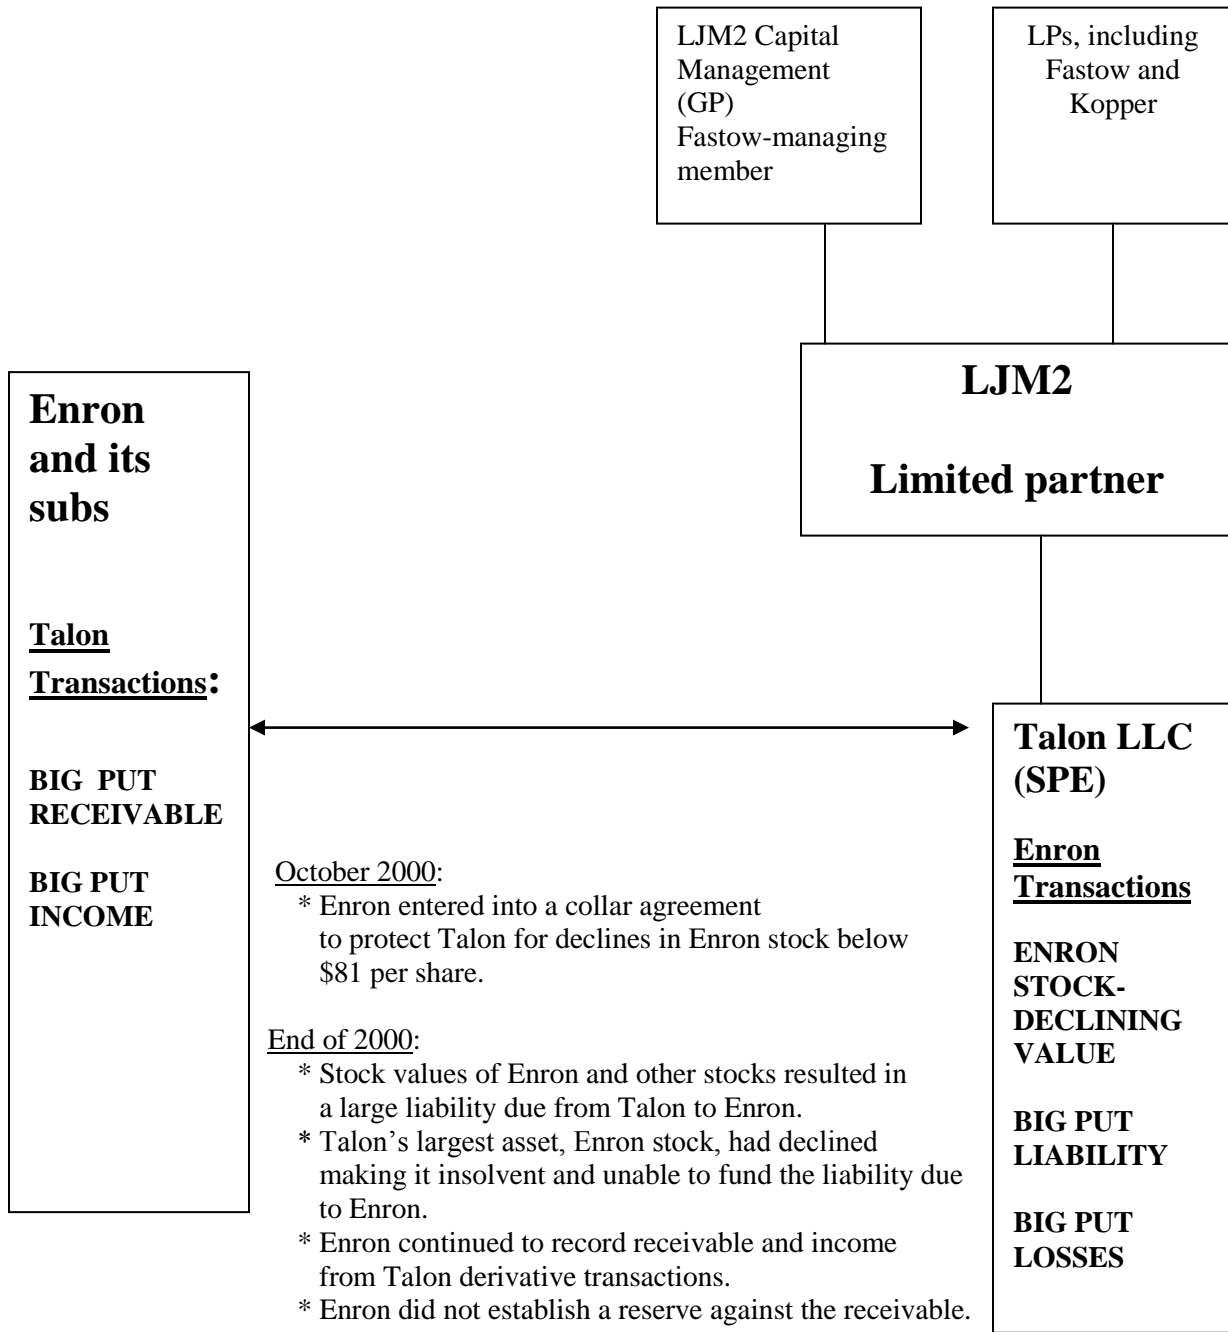 LJM2 Capital
Management
(GP)
Fastow-managing
member
LPs, including
Fastow and
Kopper
LJM2
Limited partner
Enron
and its
subs
Talon
Transactions:
BIG PUT
RECEIVABLE
BIG PUT
INCOME
October 2000:
* Enron entered into a collar agreement
to protect Talon for declines in Enron stock below
$81 per share.
End of 2000:
* Stock values of Enron and other stocks resulted in
a large liability due from Talon to Enron.
* Talon’s largest asset, Enron stock, had declined
making it insolvent and unable to fund the liability due
to Enron.
* Enron continued to record receivable and income
from Talon derivative transactions.
* Enron did not establish a reserve against the receivable.
Talon LLC
(SPE)
Enron
Transactions
ENRON
STOCK-
DECLINING
VALUE
BIG PUT
LIABILITY
BIG PUT
LOSSES